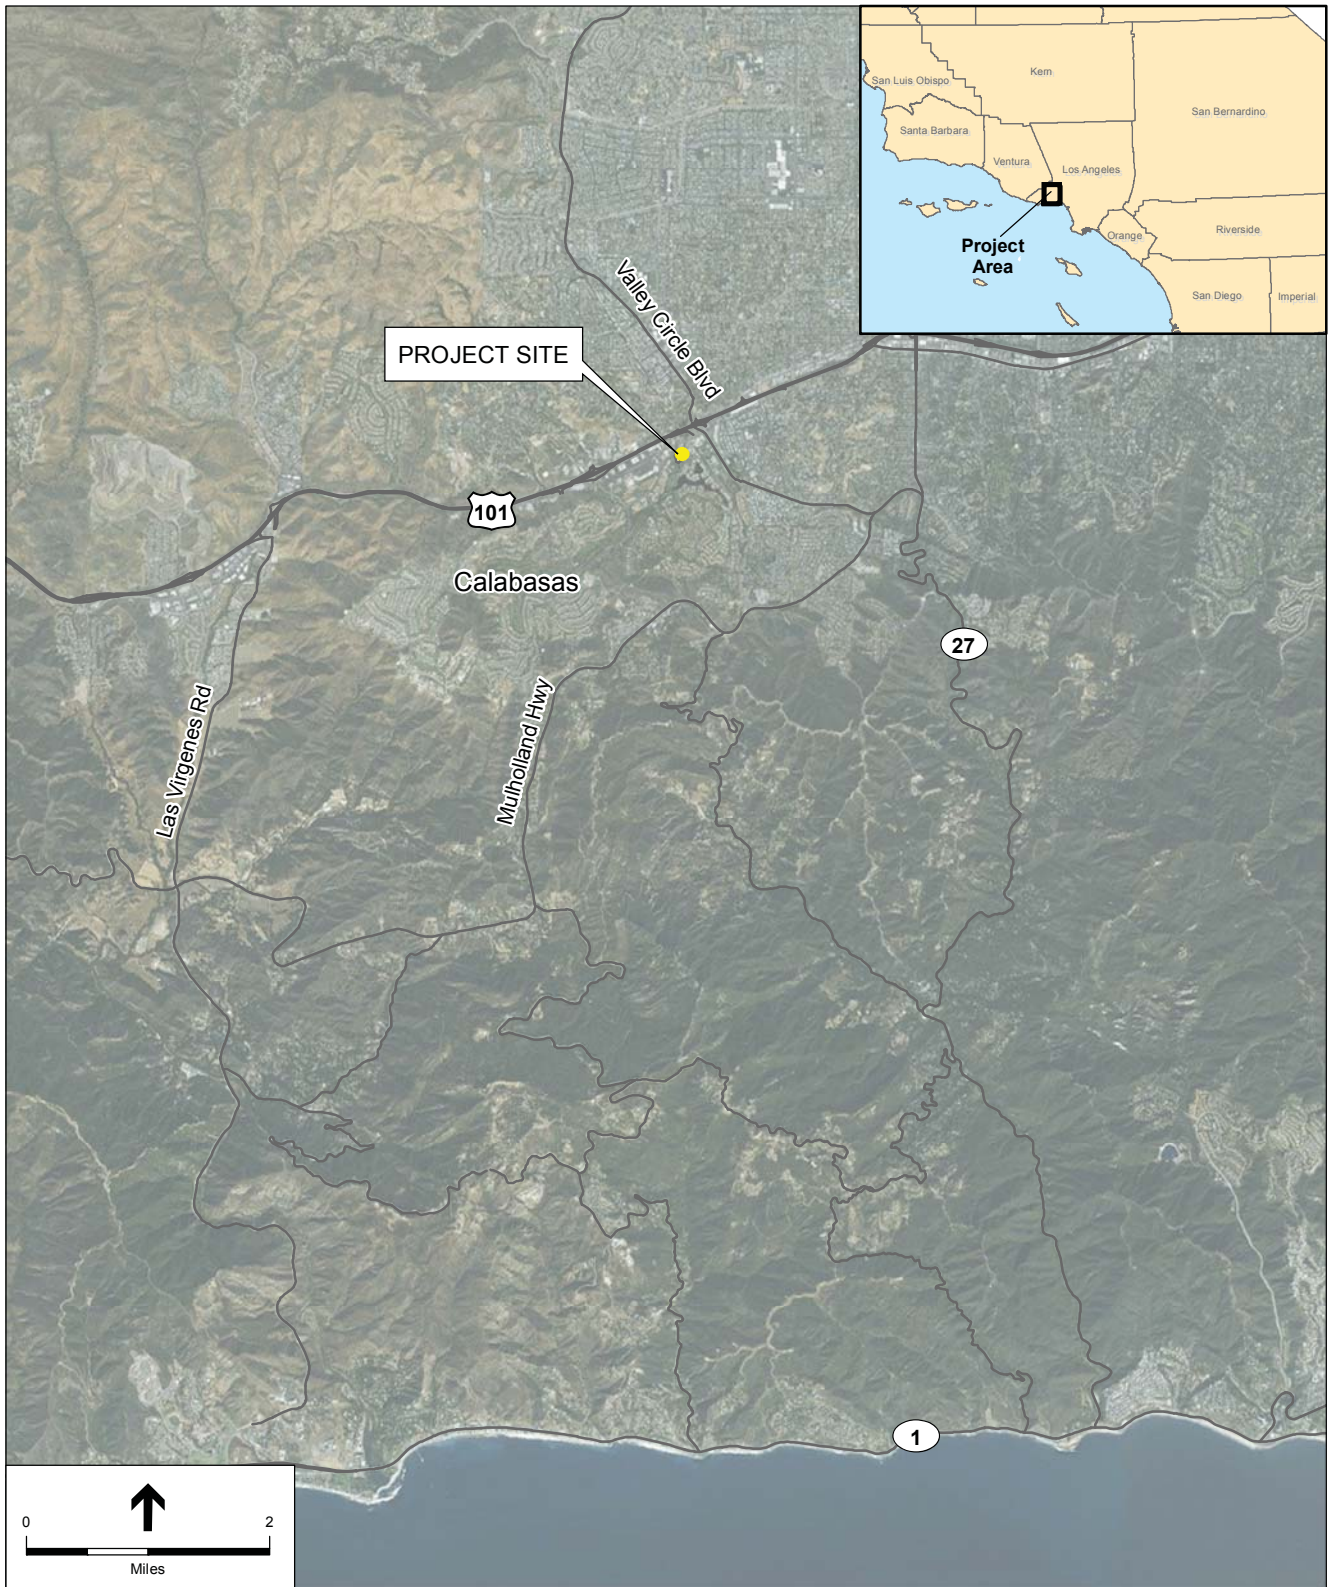 San Luis Obispo
Kern
San Bernardino
Santa Barbara
Ventura
Los Angeles
Orange
Riverside
San Diego
Imperial
Project
Area
Valley Circle Blvd
PROJECT SITE
101
Calabasas
27
Las Virgenes Rd
Mulholland Hwy
1
0 2
Miles